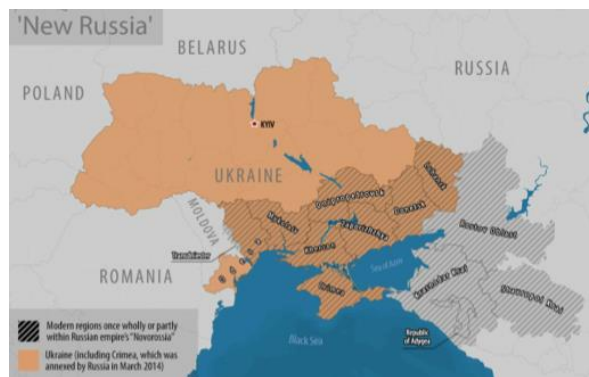 'New Russia'
BELARUS
RUSSIA
POLAND
KYIV
UKRAINE
Luhansk
Dnipropetrovsk
Donetsk
MOLDOVA
Mykolaiv
Zaporizhzhya
Kherson
Rostov Oblast
Transdniester
Sea of Azov
ROMANIA
Crimea
Krasnodar Krai
Stavropol Krai
Republic
of Adygea
Black Sea
Modern regions once wholly or partly
within Russian empire's "Novorossia"
Ukraine (including Crimea, which was
annexed by Russia in March 2014)